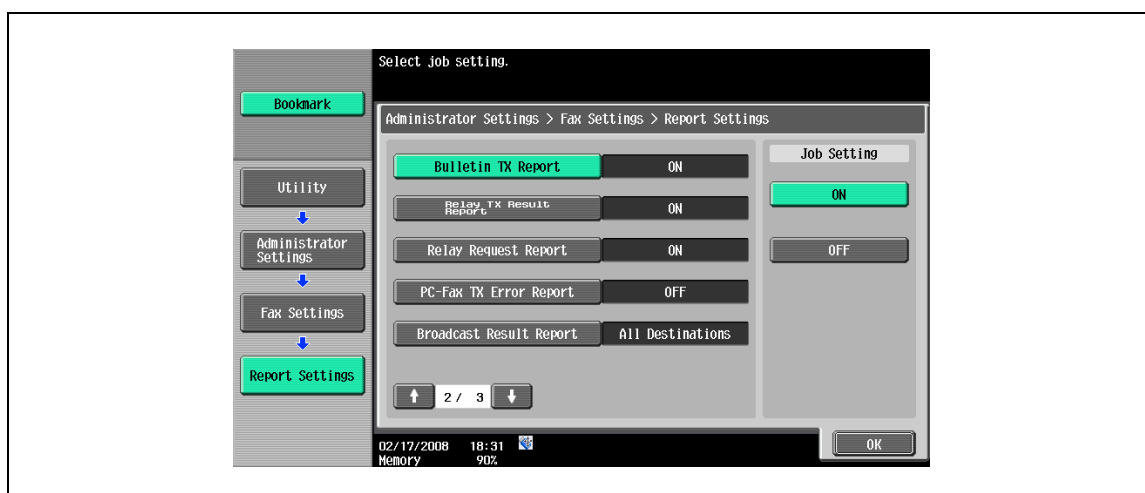 Select job setting.
Bookmark
Administrator Settings > Fax Settings > Report Settings
Utility
Administrator
Settings
Fax Settings
Report Settings
Bulletin TX Report
ON
Relay TX Result
Report
ON
Relay Request Report
ON
PC-Fax TX Error Report
OFF
Broadcast Result Report
All Destinations
2/ 3
Job Setting
ON
OFF
02/17/2008 18:31
Memory 90%
OK